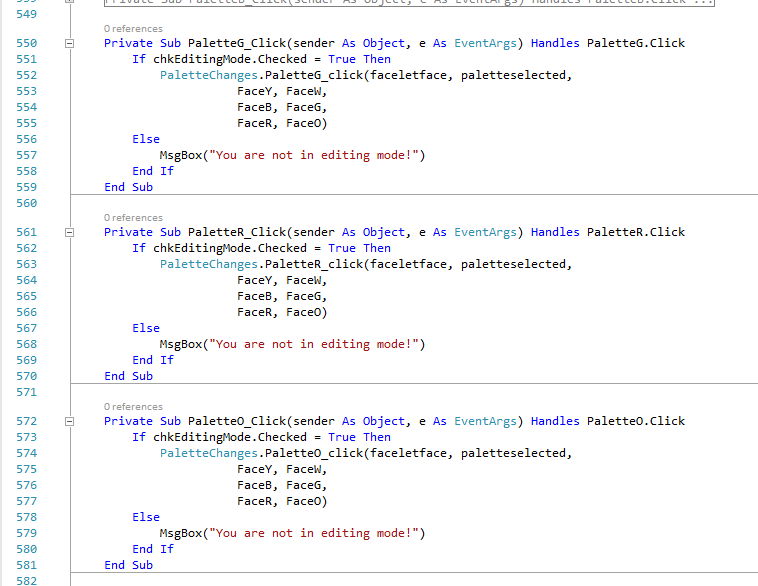 Private Sub PaletteB_Click(sender As Object, e As EventArgs) Handles PaletteB.Click ...
549
0 references
550 Private Sub PaletteG_Click(sender As Object, e As EventArgs) Handles PaletteG.Click
551 If chkEditingMode.Checked = True Then
552 PaletteChanges.PaletteG_click(faceletface, paletteselected,
553 FaceY, FaceW,
554 FaceB, FaceG,
555 FaceR, FaceO)
556 Else
557 MsgBox("You are not in editing mode!")
558 End If
559 End Sub
560
0 references
561 Private Sub PaletteR_Click(sender As Object, e As EventArgs) Handles PaletteR.Click
562 If chkEditingMode.Checked = True Then
563 PaletteChanges.PaletteR_click(faceletface, paletteselected,
564 FaceY, FaceW,
565 FaceB, FaceG,
566 FaceR, FaceO)
567 Else
568 MsgBox("You are not in editing mode!")
569 End If
570 End Sub
571
0 references
572 Private Sub PaletteO_Click(sender As Object, e As EventArgs) Handles PaletteO.Click
573 If chkEditingMode.Checked = True Then
574 PaletteChanges.PaletteO_click(faceletface, paletteselected,
575 FaceY, FaceW,
576 FaceB, FaceG,
577 FaceR, FaceO)
578 Else
579 MsgBox("You are not in editing mode!")
580 End If
581 End Sub
582